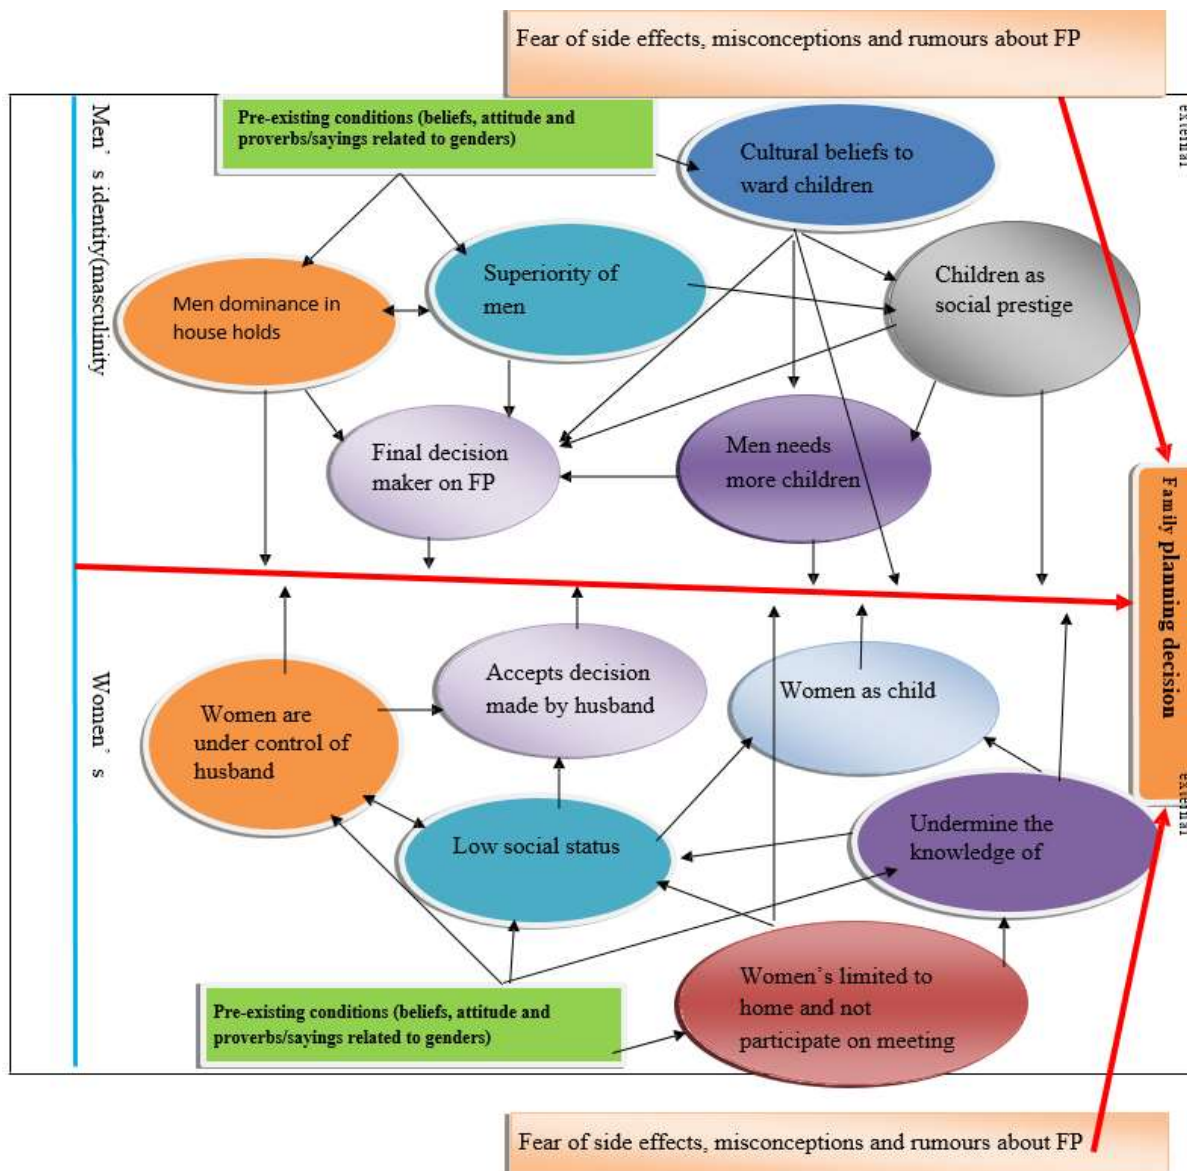 Fear of side effects, misconceptions and rumours about FP
Men's identity(masculinity
external
Pre-existing conditions (beliefs, attitude and
proverbs/sayings related to genders)
Cultural beliefs to
ward children
Men dominance in
house holds
Superiority of
men
Children as
social prestige
Final decision
maker on FP
Men needs
more children
Family planning decision
Women's
Women are
under control of
husband
Accepts decision
made by husband
Women as child
Low social status
Undermine the
knowledge of
external
Pre-existing conditions (beliefs, attitude and
proverbs/sayings related to genders)
Women's limited to
home and not
participate on meeting
Fear of side effects, misconceptions and rumours about FP